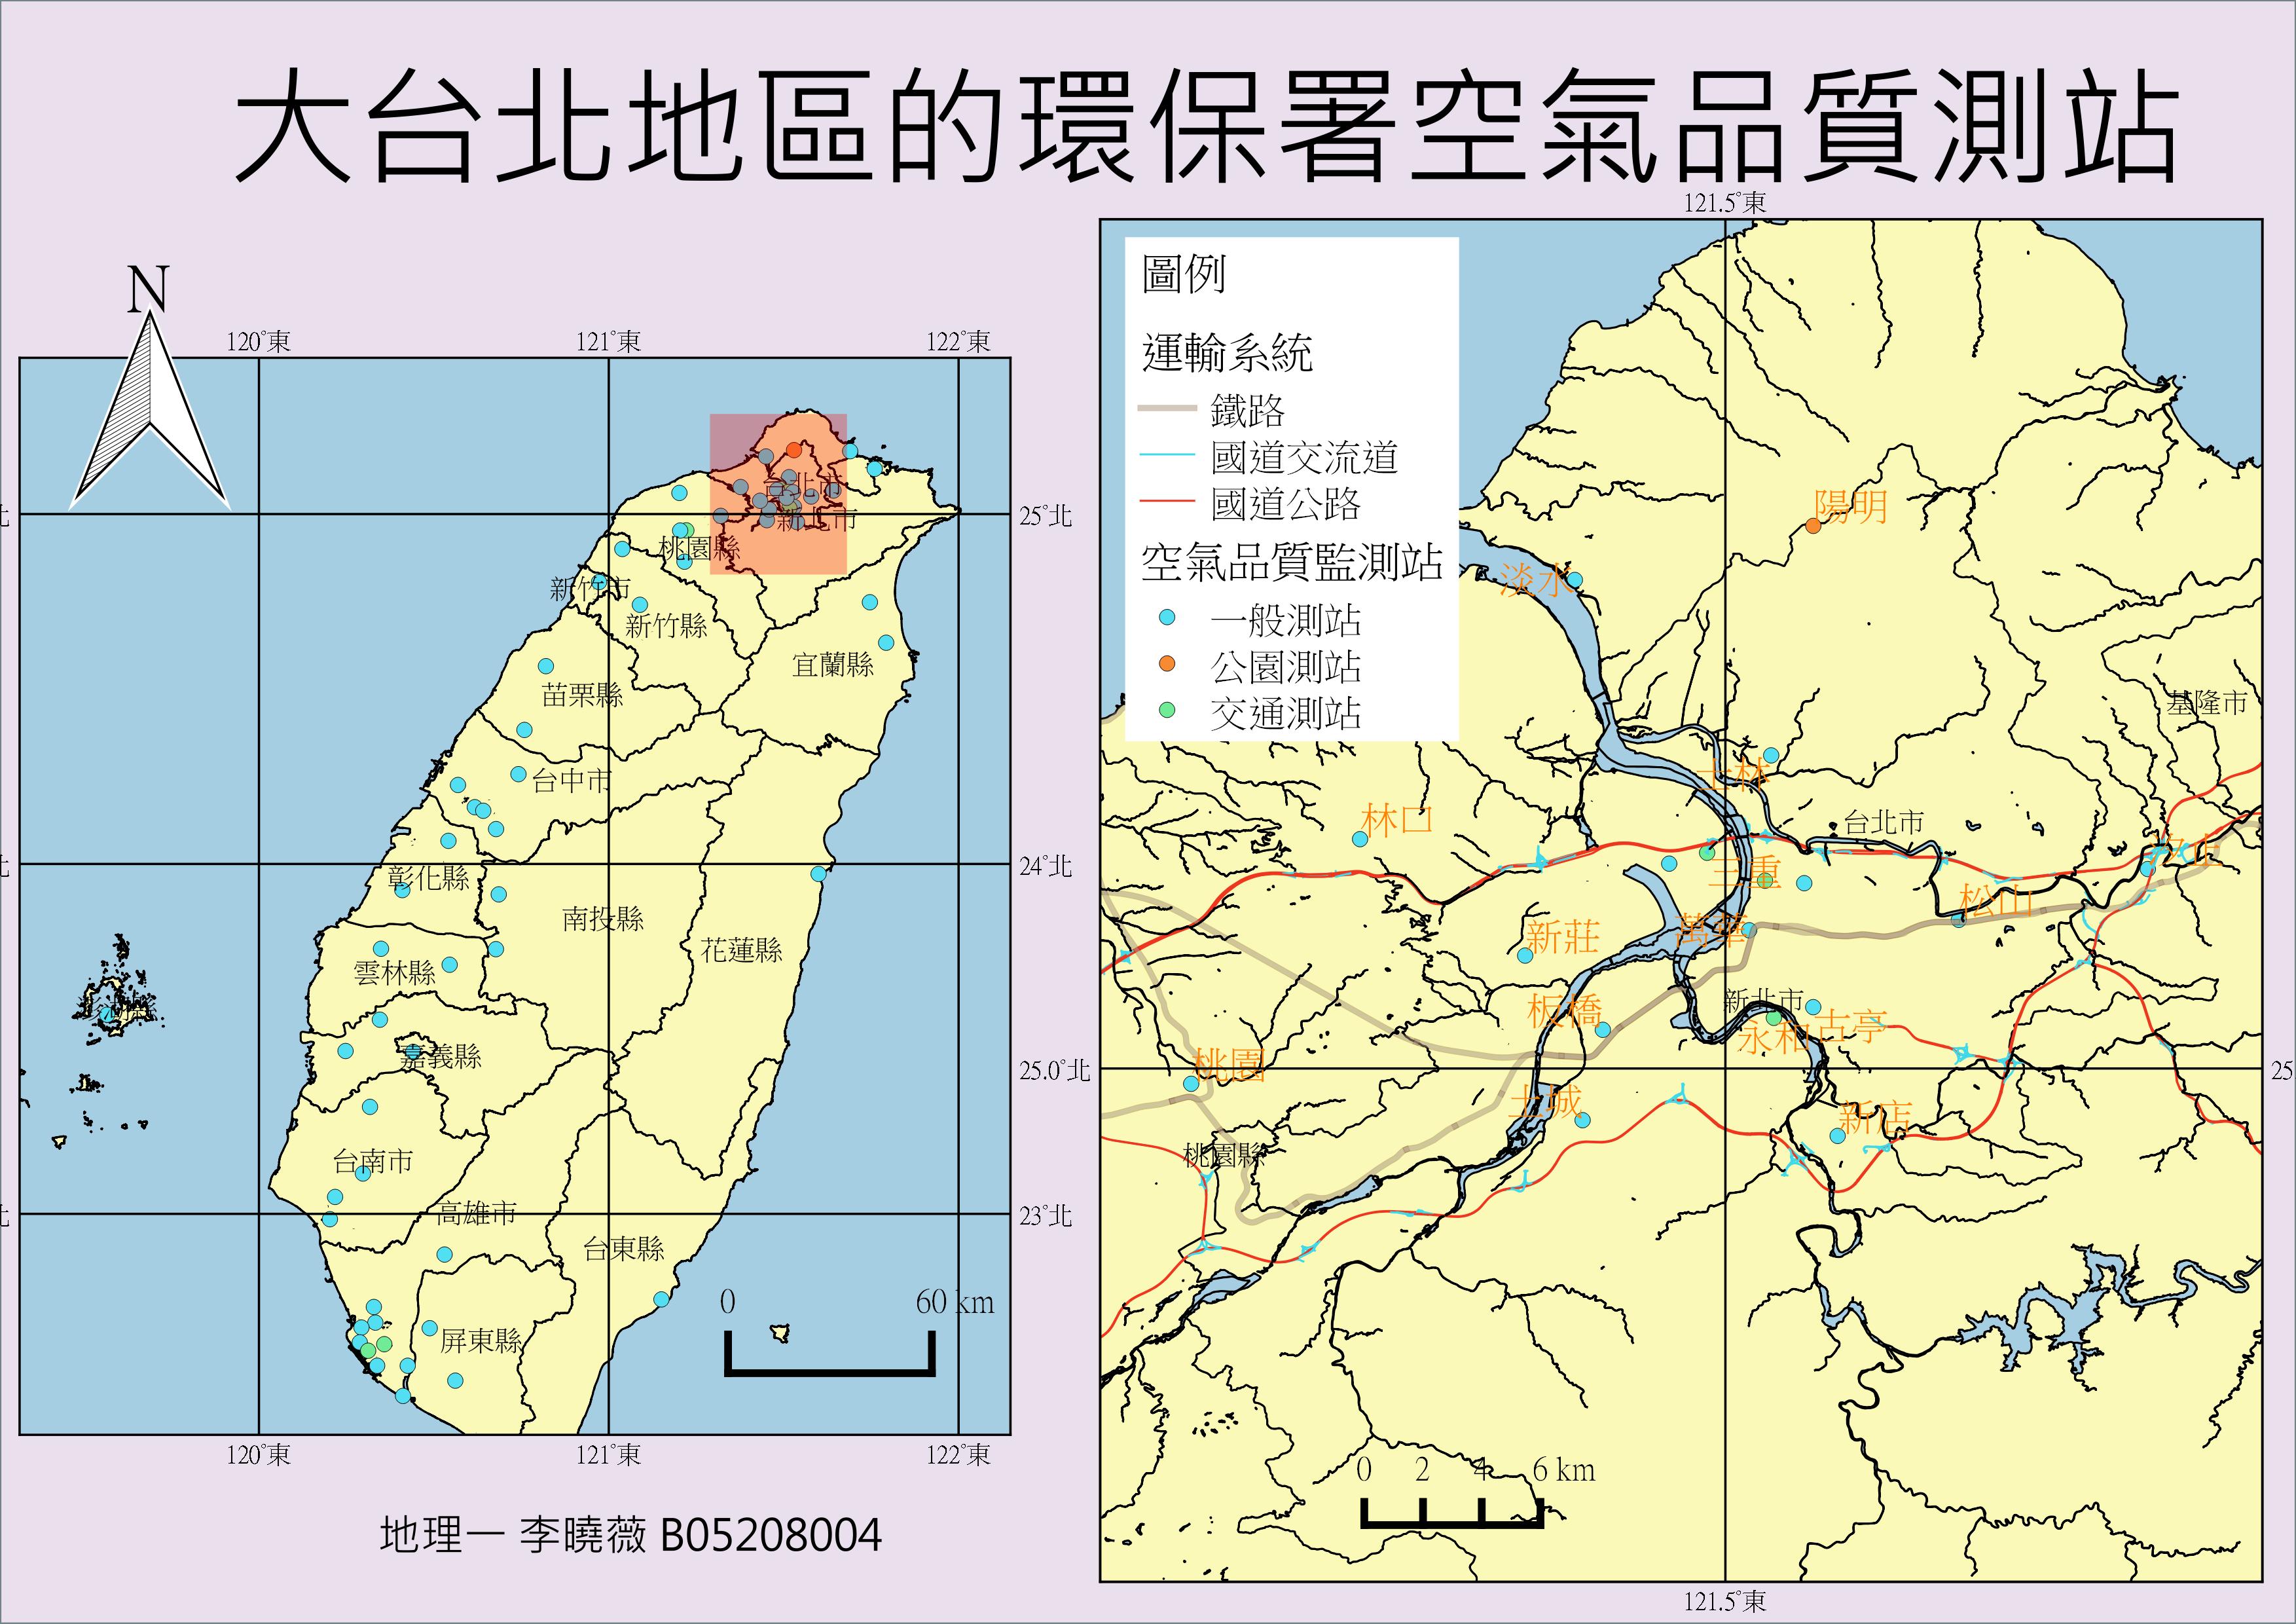 大台北地區的環保署空氣品質測站
N
120°東
121°東
122°東
北
25°北
北
24°北
北
23°北
台北市
新北市
桃園縣
新竹市
新竹縣
宜蘭縣
苗栗縣
台中市
彰化縣
南投縣
花蓮縣
雲林縣
嘉義縣
台南市
高雄市
台東縣
屏東縣
0
60 km
120°東
121°東
122°東
地理一 李曉薇 B05208004
121.5°東
圖例
運輸系統
鐵路
國道交流道
國道公路
空氣品質監測站
一般測站
公園測站
交通測站
陽明
淡水
基隆市
士林
林口
台北市
三重
松山
新莊
萬華
新北市
板橋
永和
古亭
桃園
25.0°北
25
土城
新店
桃園縣
0
2
4
6 km
121.5°東